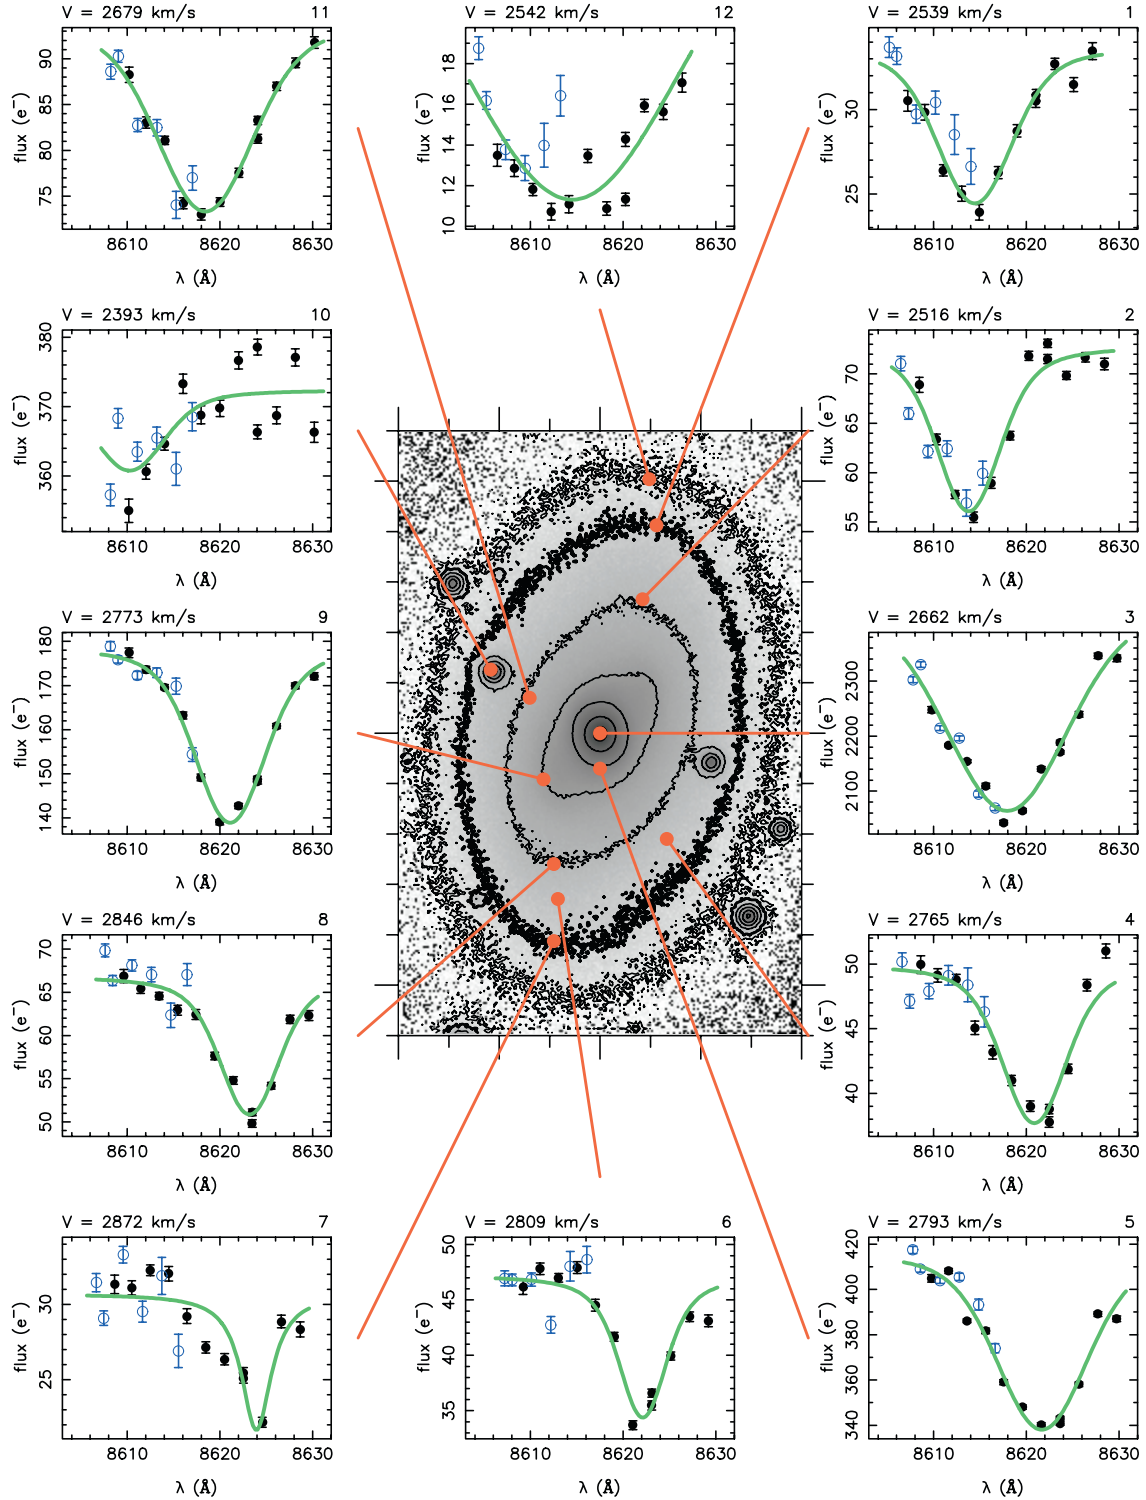 V = 2679 km/s 11
90
85
80
75
flux (e⁻)
8610 8620 8630
λ (Å)
V = 2542 km/s 12
18
16
14
12
10
flux (e⁻)
8610 8620 8630
λ (Å)
V = 2539 km/s 1
30
25
flux (e⁻)
8610 8620 8630
λ (Å)
V = 2393 km/s 10
380
370
360
flux (e⁻)
8610 8620 8630
λ (Å)
V = 2516 km/s 2
70
65
60
55
flux (e⁻)
8610 8620 8630
λ (Å)
V = 2773 km/s 9
180
170
160
150
140
flux (e⁻)
8610 8620 8630
λ (Å)
V = 2662 km/s 3
2300
2200
2100
flux (e⁻)
8610 8620 8630
λ (Å)
V = 2846 km/s 8
70
65
60
55
50
flux (e⁻)
8610 8620 8630
λ (Å)
V = 2765 km/s 4
50
45
40
flux (e⁻)
8610 8620 8630
λ (Å)
V = 2872 km/s 7
30
25
flux (e⁻)
8610 8620 8630
λ (Å)
V = 2809 km/s 6
50
45
40
35
flux (e⁻)
8610 8620 8630
λ (Å)
V = 2793 km/s 5
420
400
380
360
340
flux (e⁻)
8610 8620 8630
λ (Å)